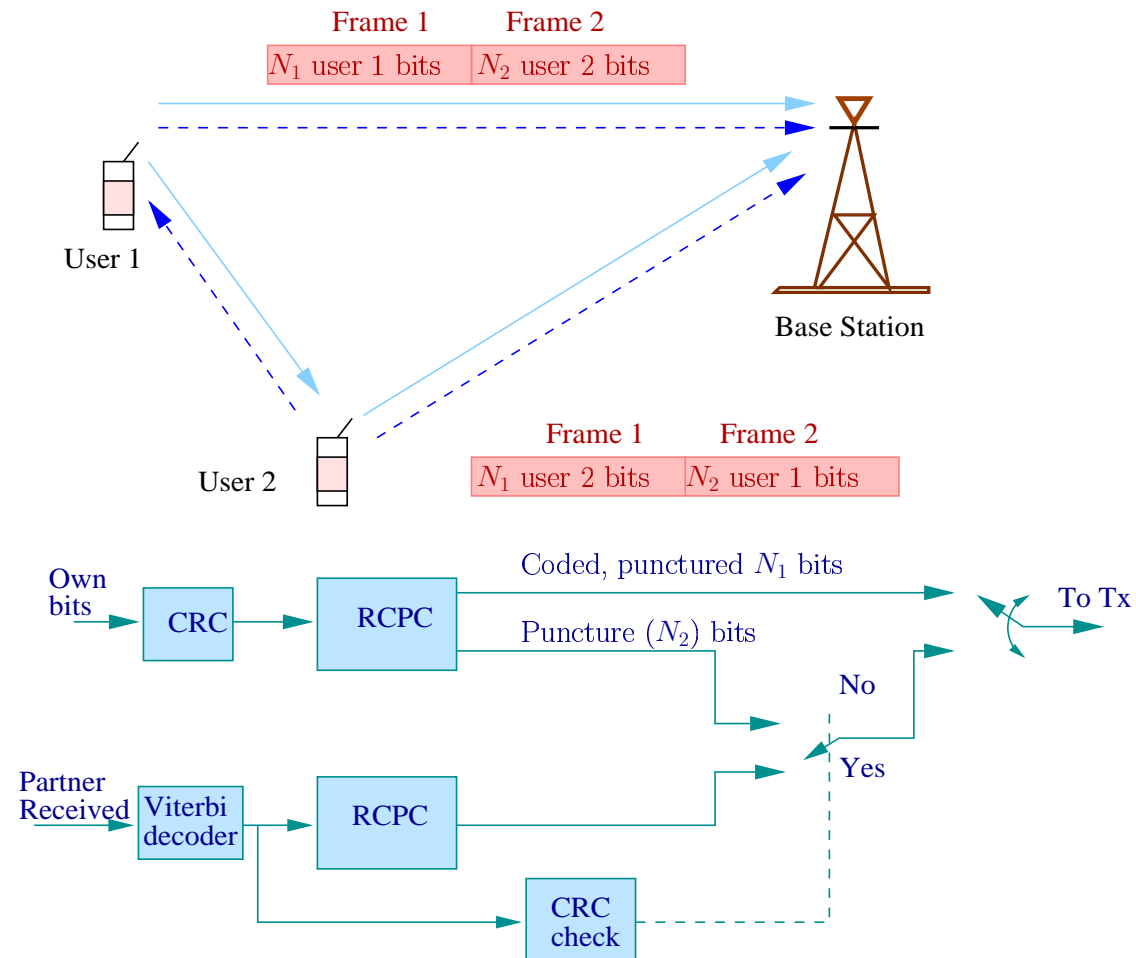 Frame 1 Frame 2
N₁ user 1 bits N₂ user 2 bits
User 1
Base Station
Frame 1 Frame 2
User 2
N₁ user 2 bits N₂ user 1 bits
Own
bits
CRC
RCPC
Coded, punctured N₁ bits
Puncture (N₂) bits
To Tx
No
Yes
Partner
Received
Viterbi
decoder
RCPC
CRC
check